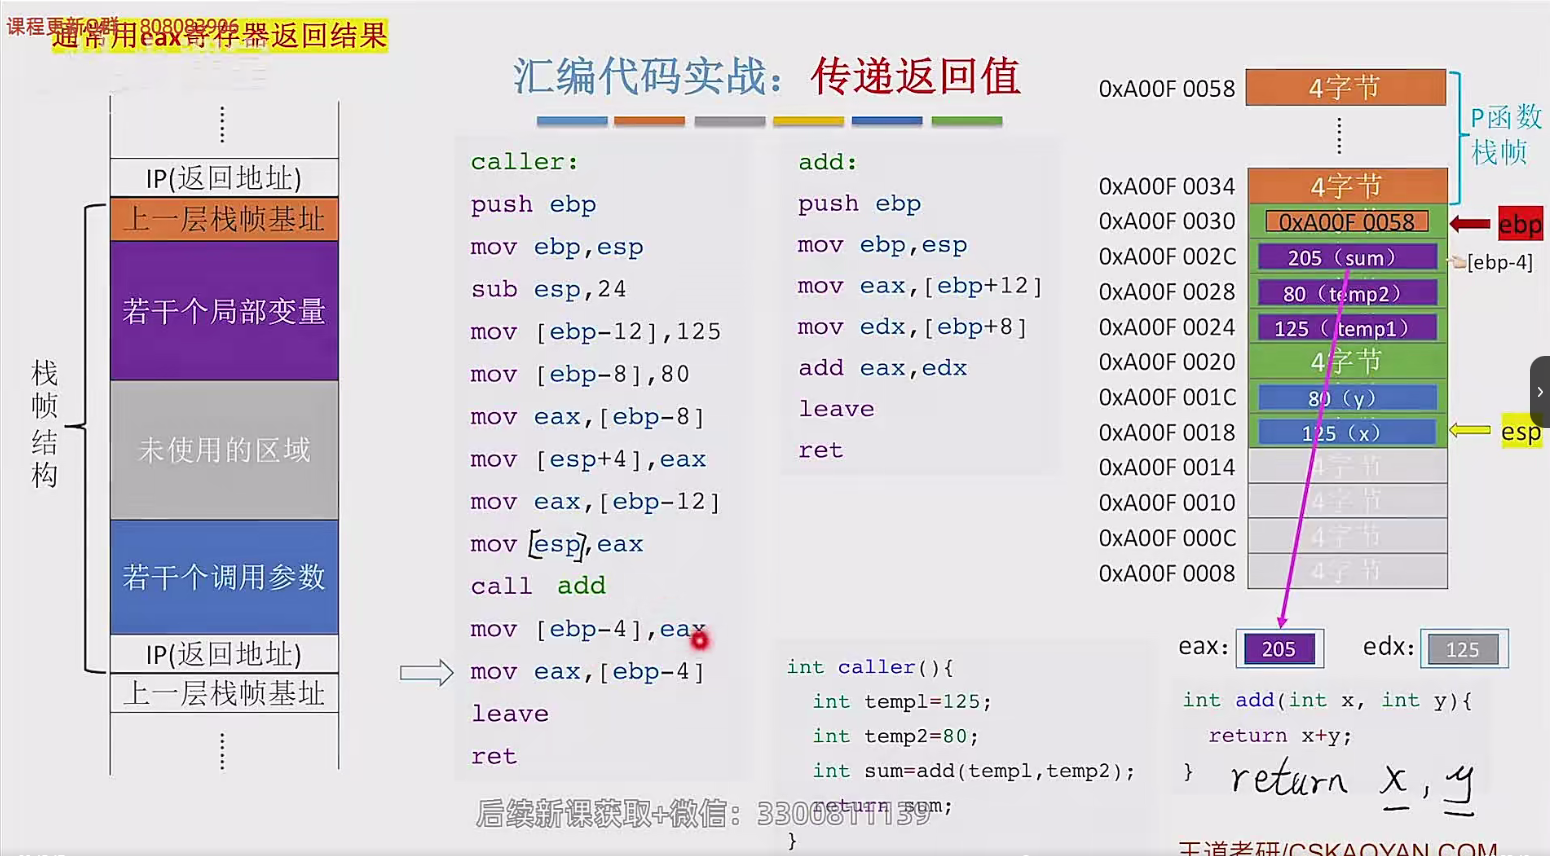 课程更新Q群：808083906
通常用eax寄存器返回结果
汇编代码实战：传递返回值
IP(返回地址)
上一层栈帧基址
若干个局部变量
未使用的区域
若干个调用参数
IP(返回地址)
上一层栈帧基址
栈帧结构
caller:
push ebp
mov ebp,esp
sub esp,24
mov [ebp-12],125
mov [ebp-8],80
mov eax,[ebp-8]
mov [esp+4],eax
mov eax,[ebp-12]
mov [esp],eax
call add
mov [ebp-4],eax
mov eax,[ebp-4]
leave
ret
add:
push ebp
mov ebp,esp
mov eax,[ebp+12]
mov edx,[ebp+8]
add eax,edx
leave
ret
int caller(){
int temp1=125;
int temp2=80;
int sum=add(temp1,temp2);
return sum;
}
0xA00F 0058 4字节
P函数
栈帧
0xA00F 0034 4字节
0xA00F 0030 0xA00F 0058 ebp
0xA00F 002C 205（sum） [ebp-4]
0xA00F 0028 80（temp2）
0xA00F 0024 125（temp1）
0xA00F 0020 4字节
0xA00F 001C 80（y）
0xA00F 0018 125（x） esp
0xA00F 0014 4字节
0xA00F 0010 4字节
0xA00F 000C 4字节
0xA00F 0008 4字节
eax: 205 edx: 125
int add(int x, int y){
return x+y;
}
return x , y
后续新课获取+微信：3300811139
王道考研/CSKAOYAN.COM